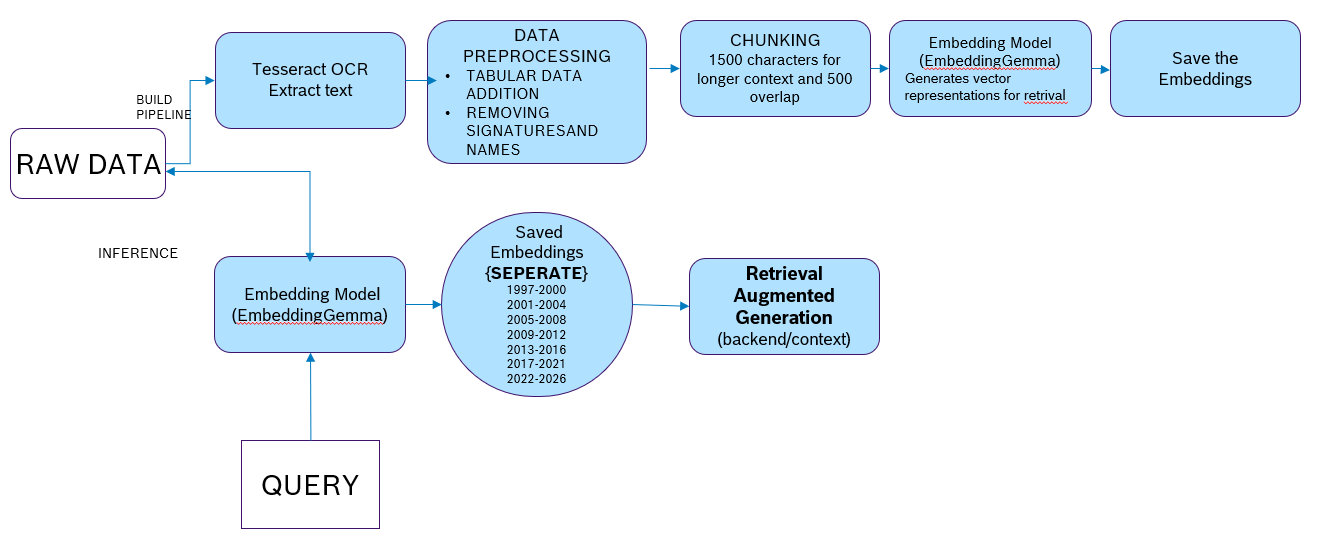 Tesseract OCR
Extract text
DATA
PREPROCESSING
• TABULAR DATA
ADDITION
• REMOVING
SIGNATURESAND
NAMES
CHUNKING
1500 characters for
longer context and 500
overlap
Embedding Model
(EmbeddingGemma)
Generates vector
representations for retrival
Save the
Embeddings
BUILD
PIPELINE
RAW DATA
INFERENCE
Embedding Model
(EmbeddingGemma)
Saved
Embeddings
{SEPERATE}
1997-2000
2001-2004
2005-2008
2009-2012
2013-2016
2017-2021
2022-2026
Retrieval
Augmented
Generation
(backend/context)
QUERY